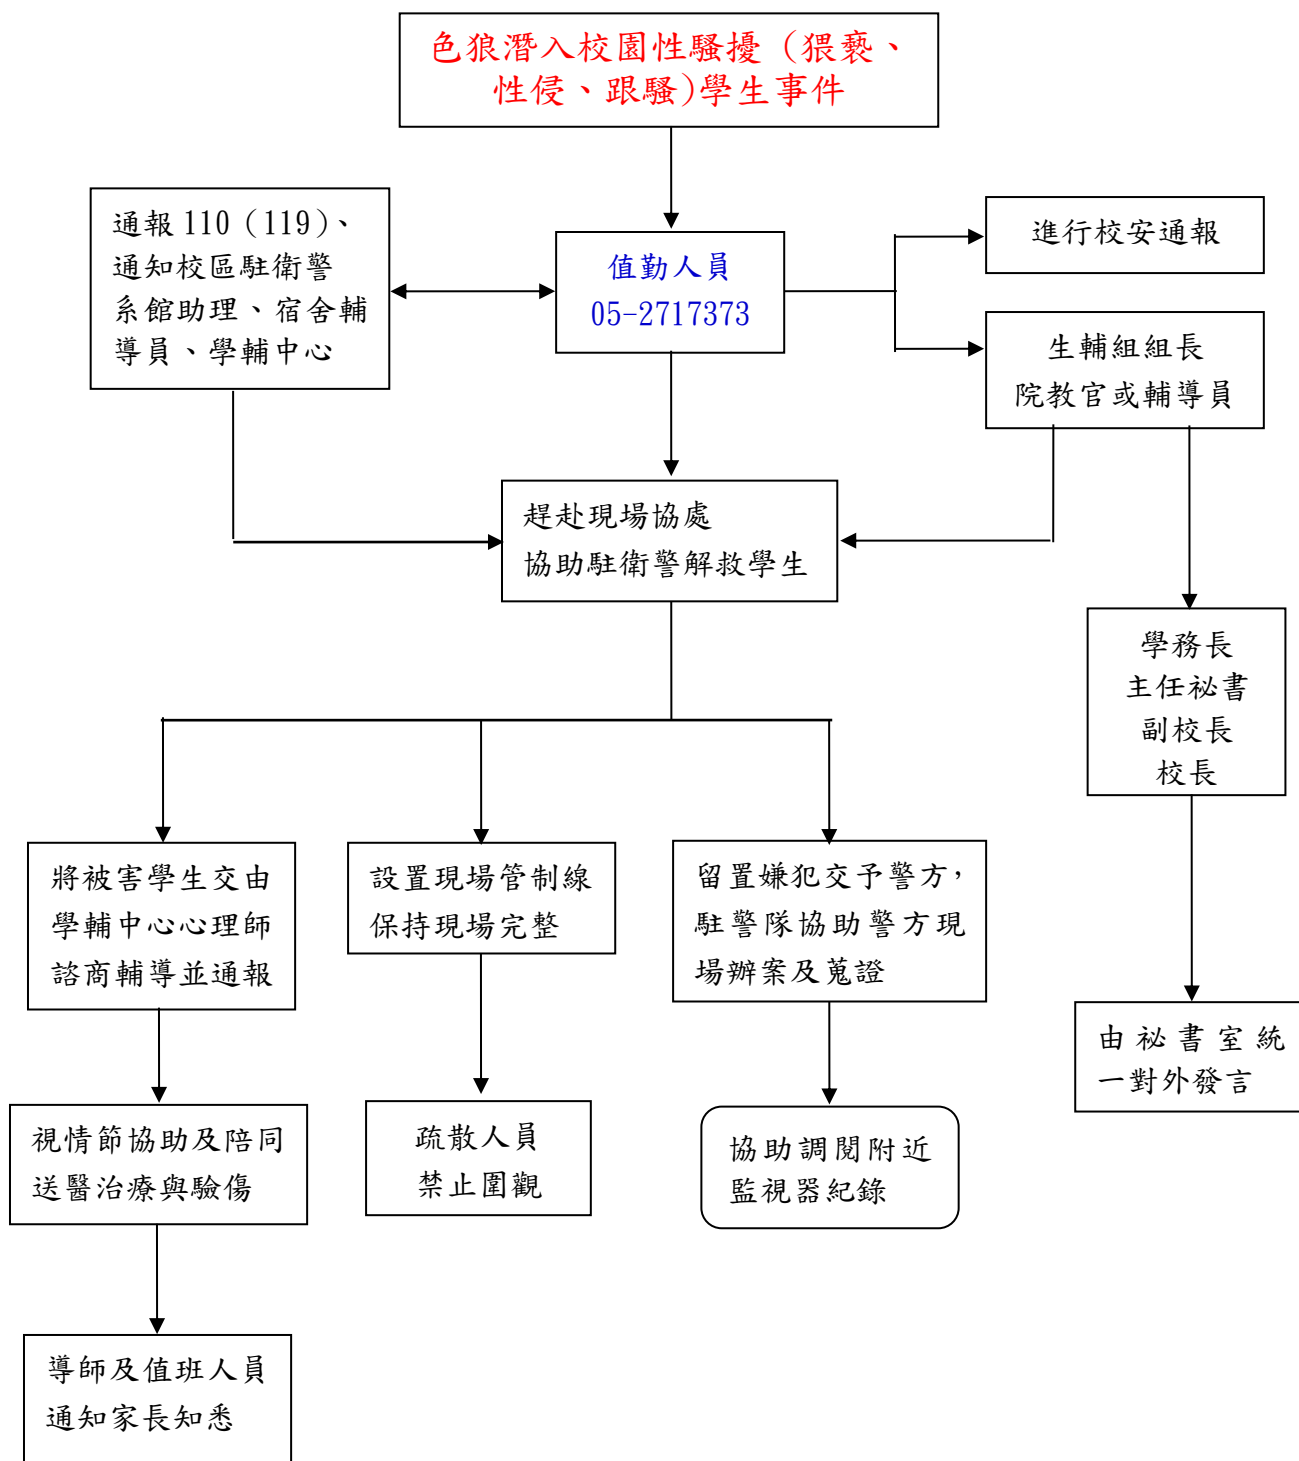 色狼潛入校園性騷擾（猥褻、
性侵、跟騷)學生事件
通報 110（119）、
通知校區駐衛警
系館助理、宿舍輔
導員、學輔中心
值勤人員
05-2717373
進行校安通報
生輔組組長
院教官或輔導員
趕赴現場協處
協助駐衛警解救學生
學務長
主任祕書
副校長
校長
將被害學生交由
學輔中心心理師
諮商輔導並通報
設置現場管制線
保持現場完整
留置嫌犯交予警方，
駐警隊協助警方現
場辦案及蒐證
由祕書室統
一對外發言
視情節協助及陪同
送醫治療與驗傷
疏散人員
禁止圍觀
協助調閱附近
監視器紀錄
導師及值班人員
通知家長知悉